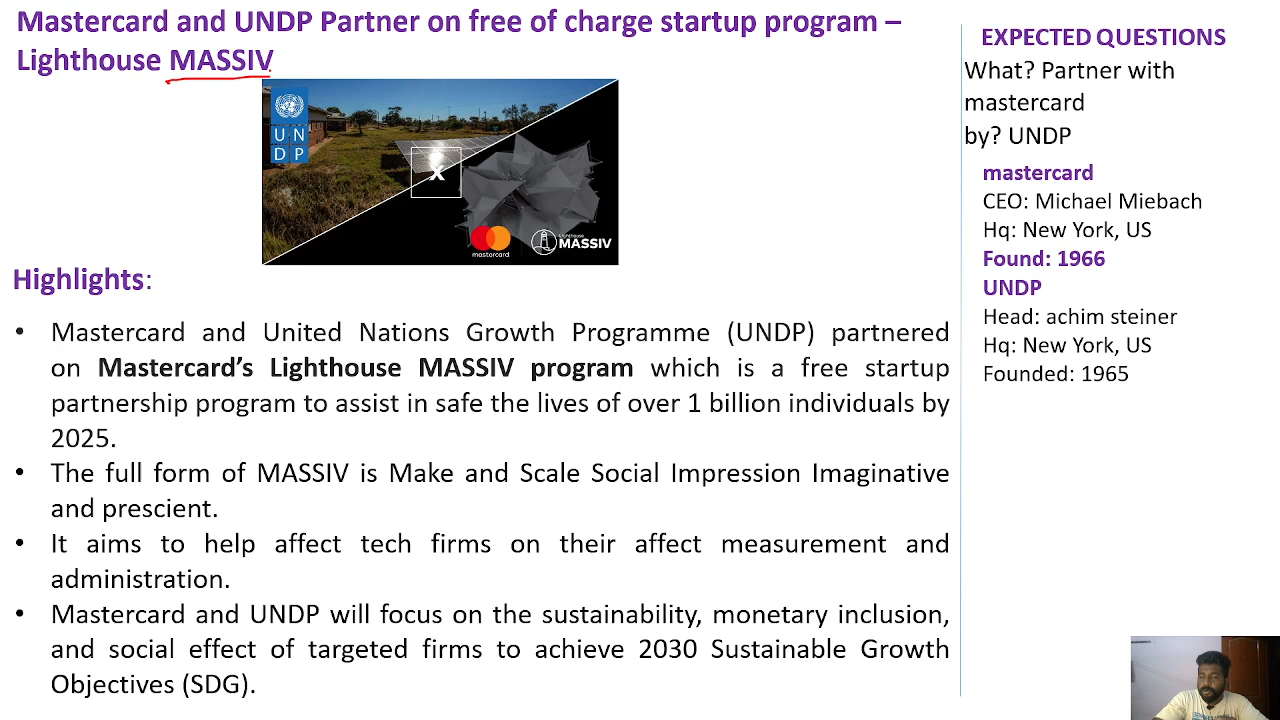 Mastercard and UNDP Partner on free of charge startup program –
Lighthouse MASSIV
U N
D P
X
mastercard
Lighthouse
MASSIV
Highlights:
• Mastercard and United Nations Growth Programme (UNDP) partnered
on Mastercard’s Lighthouse MASSIV program which is a free startup
partnership program to assist in safe the lives of over 1 billion individuals by
2025.
• The full form of MASSIV is Make and Scale Social Impression Imaginative
and prescient.
• It aims to help affect tech firms on their affect measurement and
administration.
• Mastercard and UNDP will focus on the sustainability, monetary inclusion,
and social effect of targeted firms to achieve 2030 Sustainable Growth
Objectives (SDG).
EXPECTED QUESTIONS
What? Partner with
mastercard
by? UNDP
mastercard
CEO: Michael Miebach
Hq: New York, US
Found: 1966
UNDP
Head: achim steiner
Hq: New York, US
Founded: 1965